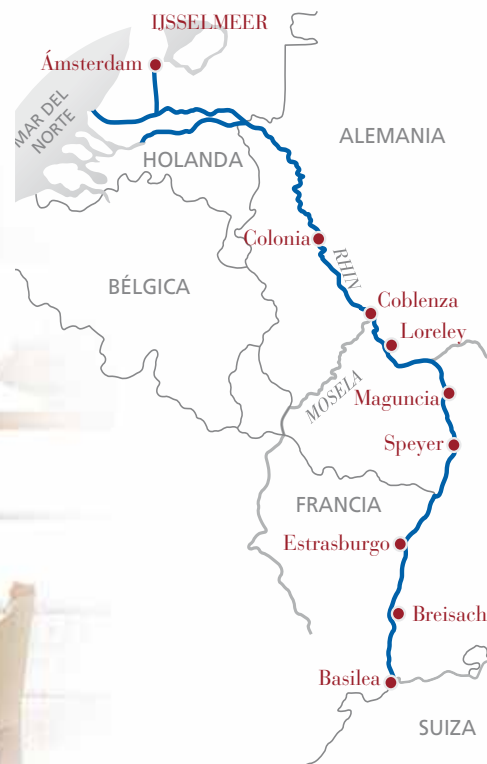 IJSSELMEER
Ámsterdam
MAR DEL
NORTE
HOLANDA
ALEMANIA
Colonia
RHIN
BÉLGICA
Coblenza
Loreley
MOSELA
Maguncia
Speyer
FRANCIA
Estrasburgo
Breisach
Basilea
SUIZA